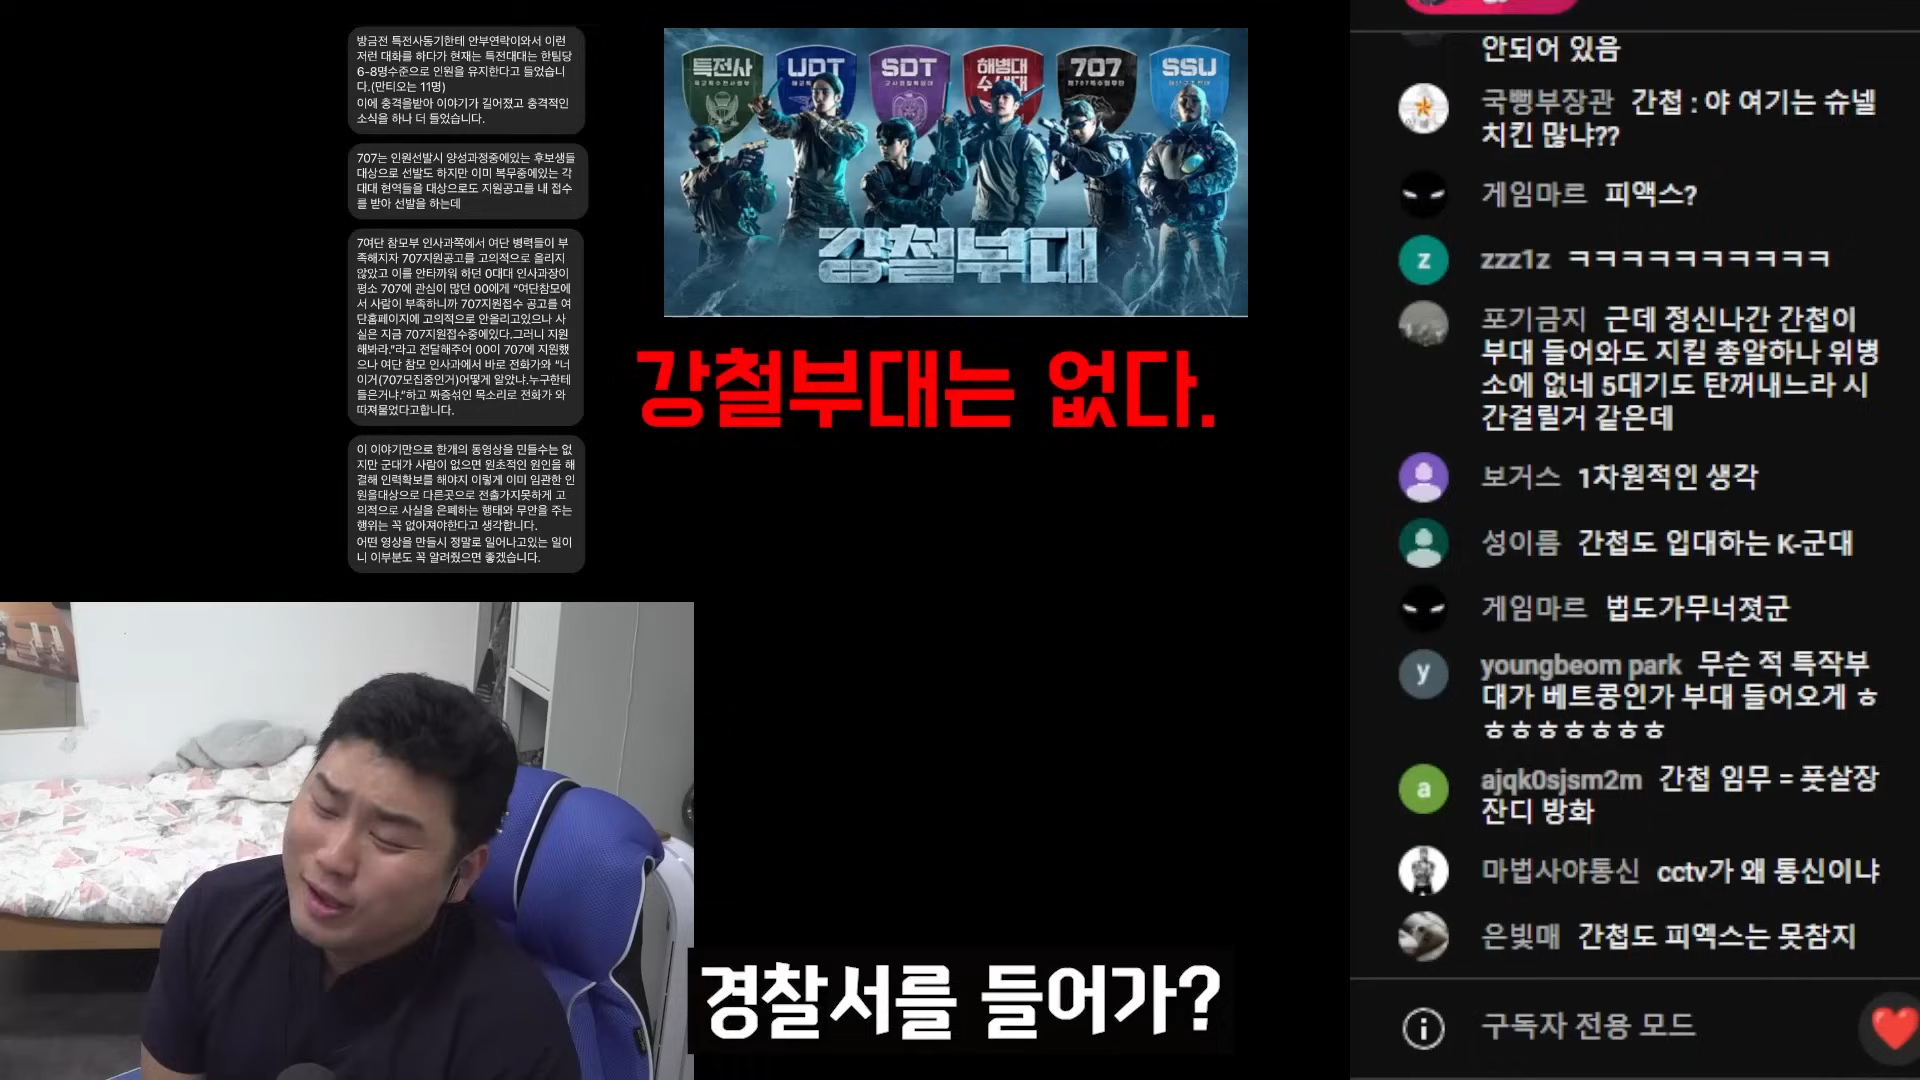 방금전 특전사동기한테 안부연락이와서 이런
저런 대화를 하다가 현재는 특전대대는 한팀당
6-8명수준으로 인원을 유지한다고 들었습니
다.(만티오는 11명)
이에 충격을받아 이야기가 길어졌고 충격적인
소식을 하나 더 들었습니다.
707는 인원선발시 양성과정중에있는 후보생들
대상으로 선발도 하지만 이미 복무중에있는 각
대대 현역들을 대상으로도 지원공고를 내 접수
를 받아 선발을 하는데
7여단 참모부 인사과쪽에서 여단 병력들이 부
족해지자 707지원공고를 고의적으로 올리지
않았고 이를 안타까워 하던 0대대 인사과장이
평소 707에 관심이 많던 00에게 "여단참모에
서 사람이 부족하니까 707지원접수 공고를 여
단홈페이지에 고의적으로 안올리고있으나 사
실은 지금 707지원접수중에있다.그러니 지원
해봐라."라고 전달해주어 00이 707에 지원했
으나 여단 참모 인사과에서 바로 전화가와 "너
이거(707모집중인거)어떻게 알았냐.누구한테
들은거냐."하고 짜증섞인 목소리로 전화가 와
따져물었다고합니다.
이 이야기만으로 한개의 동영상을 민들수는 없
지만 군대가 사람이 없으면 원초적인 원인을 해
결해 인력확보를 해야지 이렇게 이미 임관한 인
원을대상으로 다른곳으로 전출가지못하게 고
의적으로 사실을 은폐하는 행태와 무안을 주는
행위는 꼭 없아져야한다고 생각합니다.
어떤 영상을 만들시 정말로 일어나고있는 일이
니 이부분도 꼭 알려줬으면 좋겠습니다.
특전사
UDT
SDT
해병대
수색대
707
SSU
강철부대
강철부대는 없다.
경찰서를 들어가?
안되어 있음
국뻥부장관 간첩 : 야 여기는 슈넬
치킨 많냐??
게임마르 피액스?
zzz1z ㅋㅋㅋㅋㅋㅋㅋㅋㅋㅋ
포기금지 근데 정신나간 간첩이
부대 들어와도 지킬 총알하나 위병
소에 없네 5대기도 탄꺼내느라 시
간걸릴거 같은데
보거스 1차원적인 생각
성이름 간첩도 입대하는 K-군대
게임마르 법도가무너졋군
youngbeom park 무슨 적 특작부
대가 베트콩인가 부대 들어오게 ㅎ
ㅎㅎㅎㅎㅎㅎㅎ
ajqk0sjsm2m 간첩 임무 = 풋살장
잔디 방화
마법사야통신 cctv가 왜 통신이냐
은빛매 간첩도 피엑스는 못참지
구독자 전용 모드